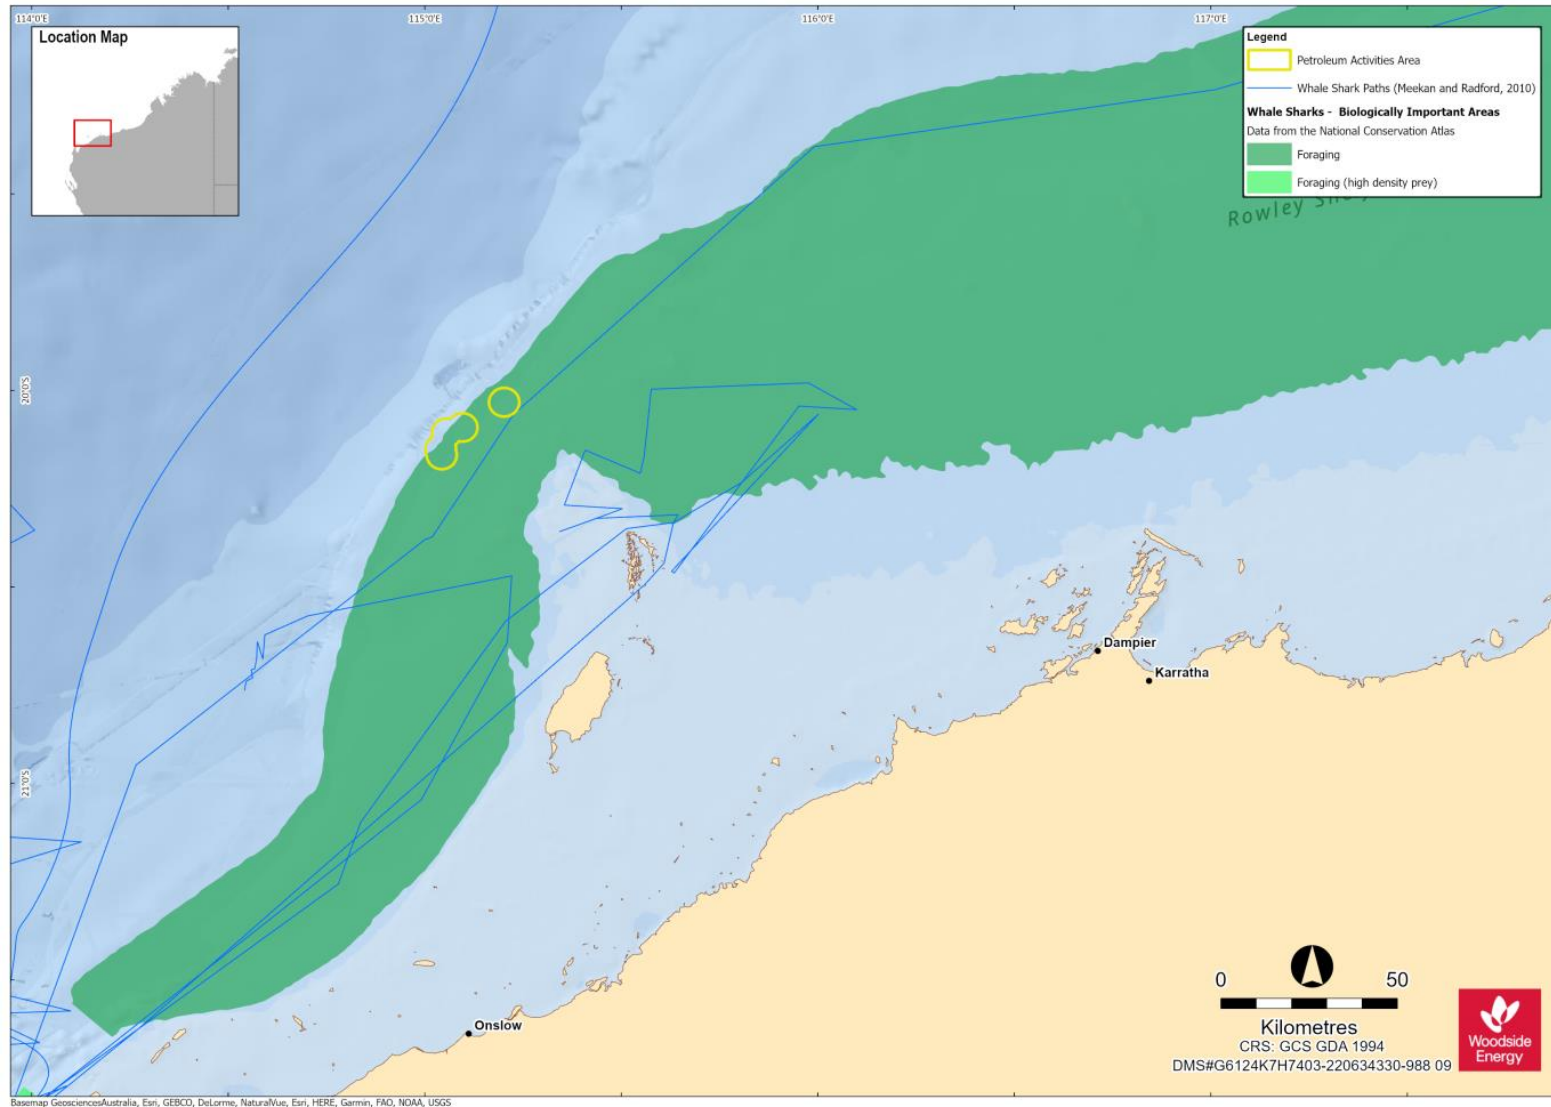 114°0'E
115°0'E
116°0'E
117°0'E
Location Map
Legend
Petroleum Activities Area
Whale Shark Paths (Meekan and Radford, 2010)
Whale Sharks - Biologically Important Areas
Data from the National Conservation Atlas
Foraging
Foraging (high density prey)
Rowley
20°0'S
21°0'S
Dampier
Karratha
Onslow
0 50
Kilometres
CRS: GCS GDA 1994
DMS#G6124K7H7403-220634330-988 09
Woodside
Energy
Basemap GeosciencesAustralia, Esri, GEBCO, DeLorme, NaturalVue, Esri, HERE, Garmin, FAO, NOAA, USGS